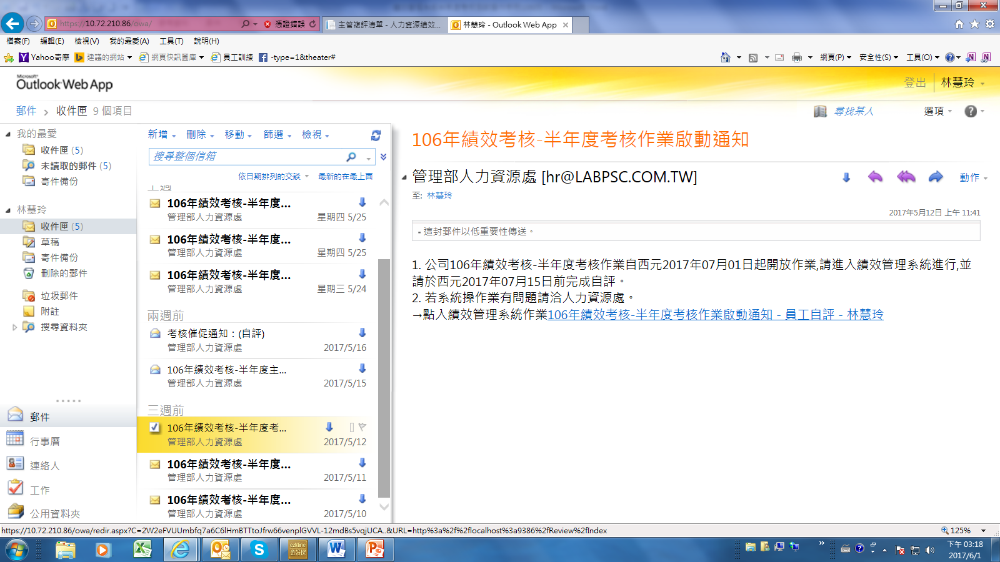 https://10.72.210.86/owa/
憑證錯誤
主管複評清單 - 人力資源績效...
林慧玲 - Outlook Web App
檔案(F) 編輯(E) 檢視(V) 我的最愛(A) 工具(T) 說明(H)
Yahoo奇摩 建議的網站 網頁快訊圖庫 員工訓練 -type=1&theater#
網頁(P) 安全性(S) 工具(O)
Microsoft
Outlook Web App
登出 林慧玲
郵件 > 收件匣 9 個項目
尋找某人 選項
我的最愛
收件匣 (5)
未讀取的郵件 (5)
寄件備份
林慧玲
收件匣 (5)
草稿
寄件備份
刪除的郵件
垃圾郵件
附註
搜尋資料夾
郵件
行事曆
連絡人
工作
公用資料夾
新增 刪除 移動 篩選 檢視
搜尋整個信箱
依日期排列的交談 最新的在最上面
上週
106年績效考核-半年度...
管理部人力資源處 星期四 5/25
106年績效考核-半年度...
管理部人力資源處 星期四 5/25
106年績效考核-半年度...
管理部人力資源處 星期三 5/24
兩週前
考核催促通知：(自評)
管理部人力資源處 2017/5/16
106年績效考核-半年度主...
管理部人力資源處 2017/5/15
三週前
106年績效考核-半年度考...
管理部人力資源處 2017/5/12
106年績效考核-半年度...
管理部人力資源處 2017/5/11
106年績效考核-半年度...
管理部人力資源處 2017/5/10
106年績效考核-半年度考核作業啟動通知
管理部人力資源處 [hr@LABPSC.COM.TW]
動作
至: 林慧玲
2017年5月12日 上午 11:41
▪ 這封郵件以低重要性傳送。
1. 公司106年績效考核-半年度考核作業自西元2017年07月01日起開放作業,請進入績效管理系統進行,並
請於西元2017年07月15日前完成自評。
2. 若系統操作業有問題請洽人力資源處。
→點入績效管理系統作業106年績效考核-半年度考核作業啟動通知 - 員工自評 - 林慧玲
https://10.72.210.86/owa/redir.aspx?C=2W2eFVUUmbfq7a6C6lHmBTTtoJfrw66venplGVVL-12mdBs5vqjUCA..&URL=http%3a%2f%2flocalhost%3a9386%2fReview%2fIndex
125%
ezMine
金好探
下午 03:18
2017/6/1